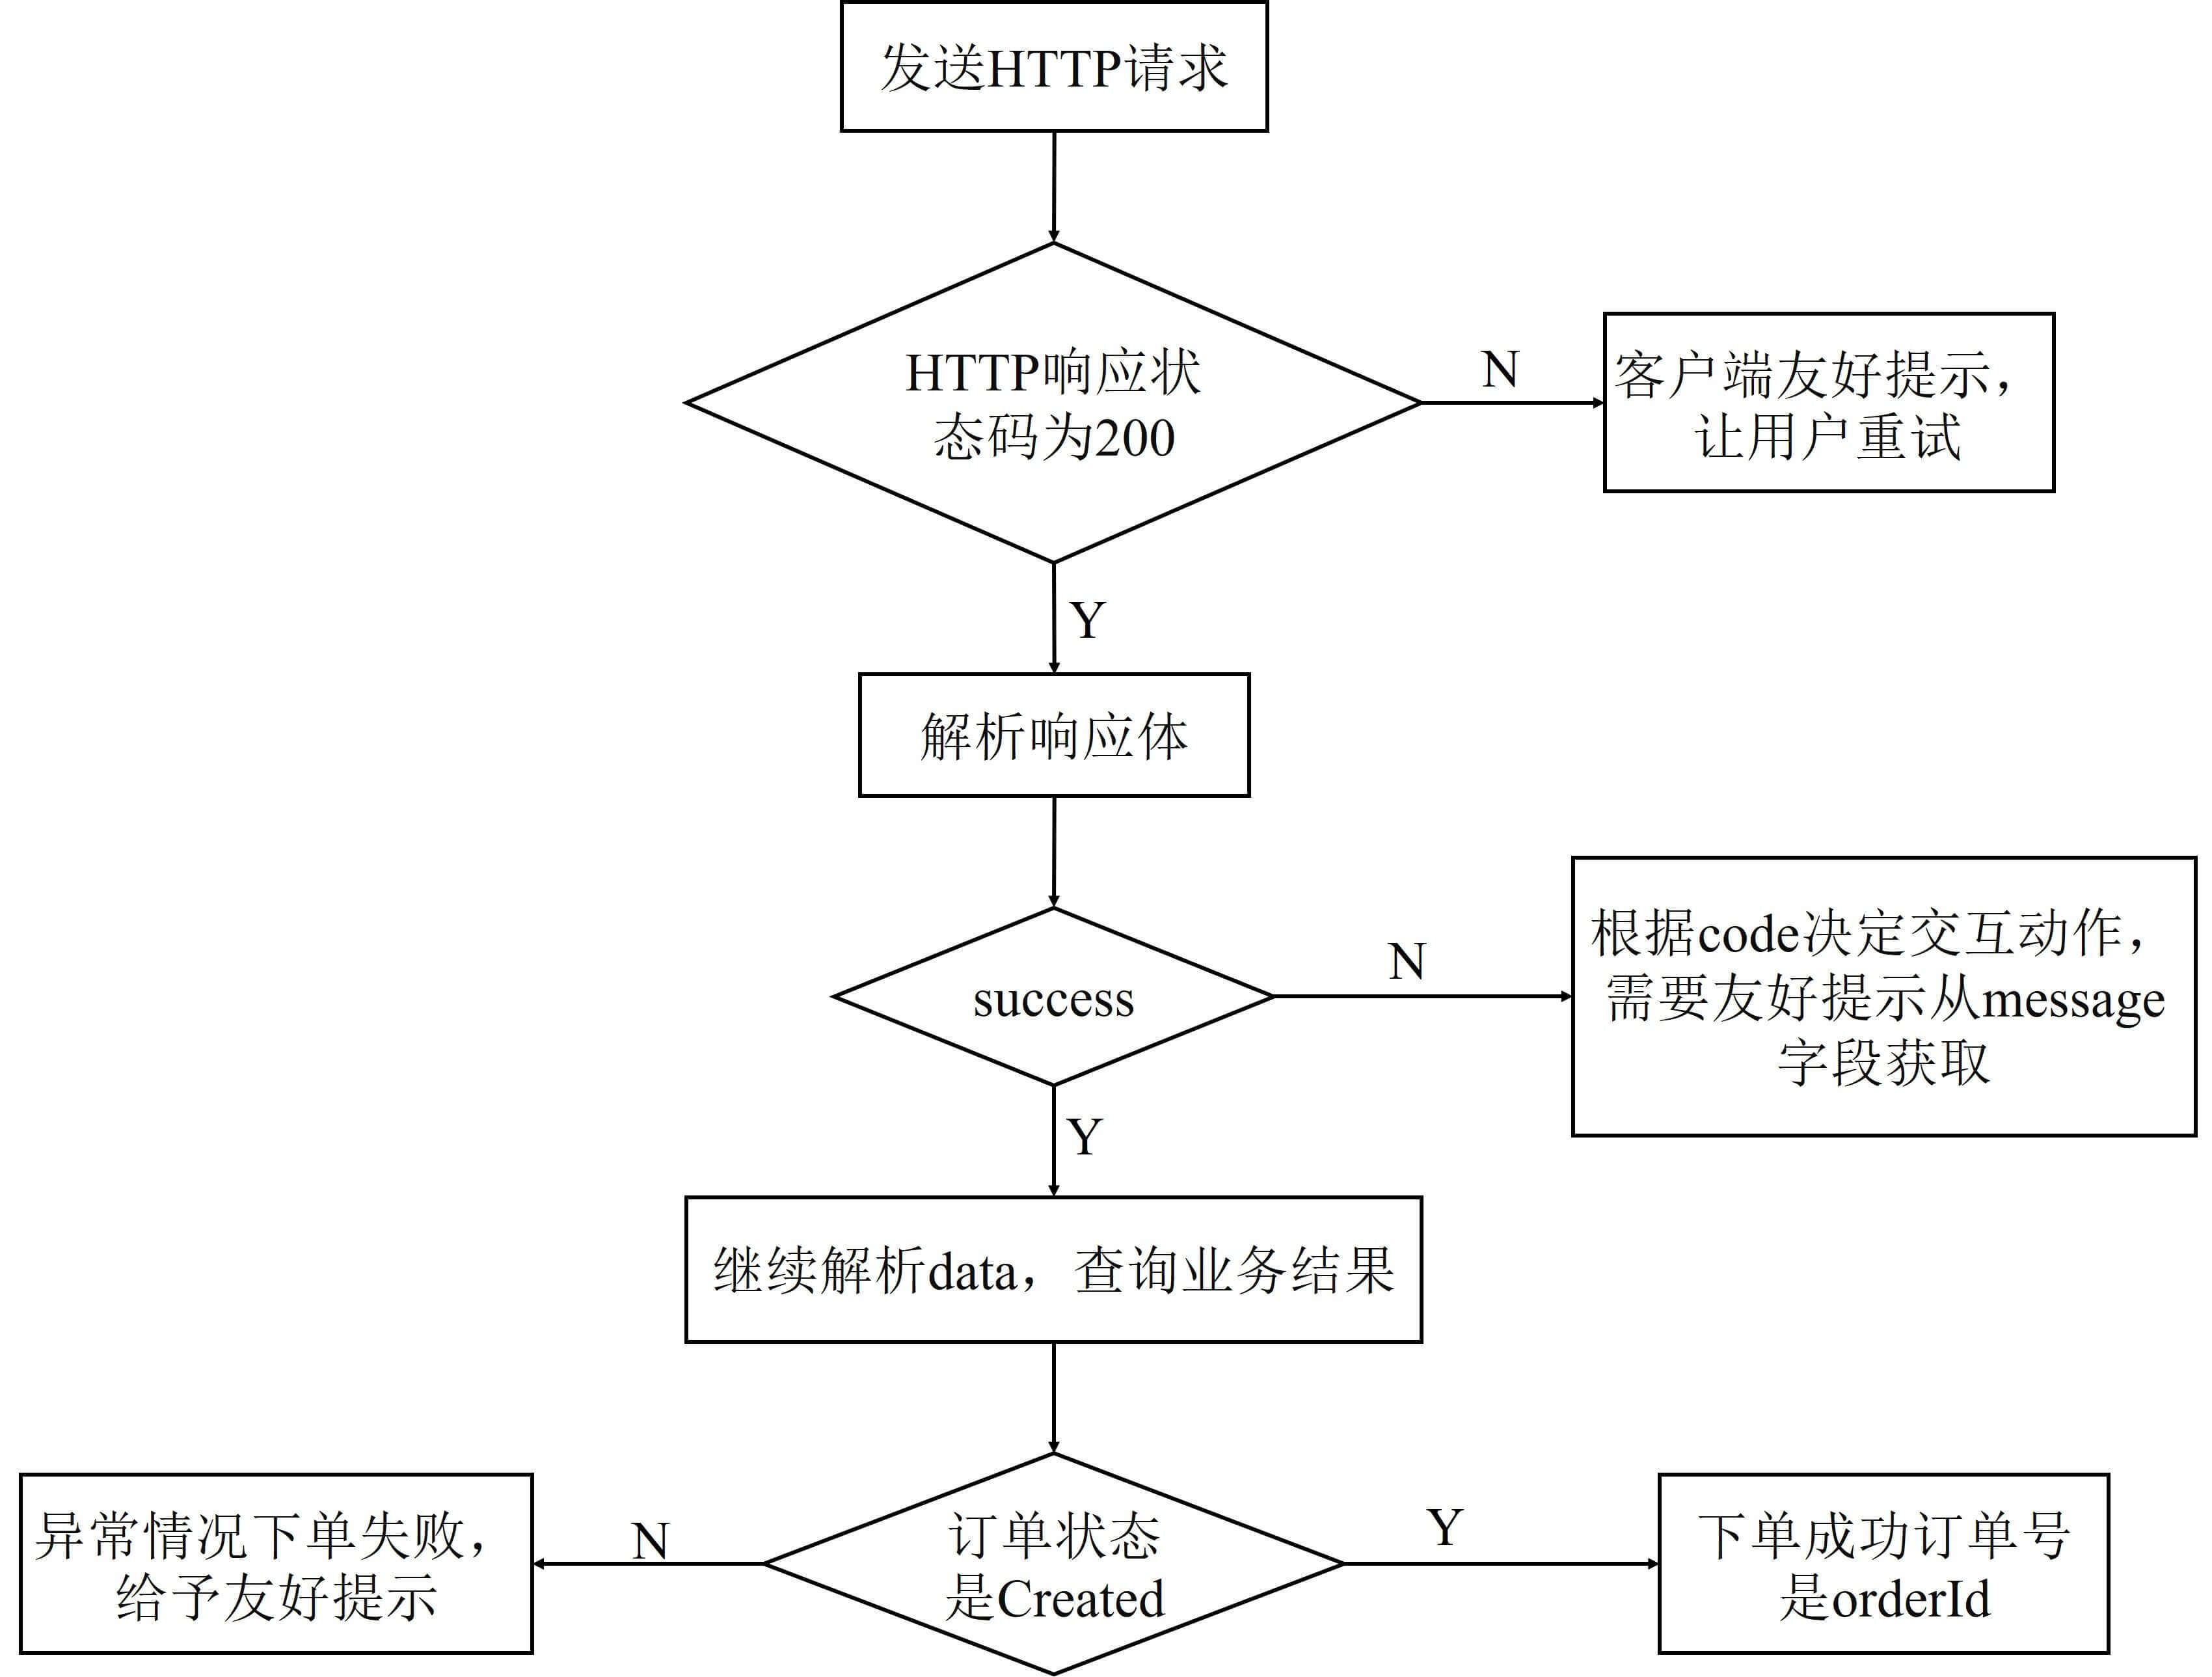 发送HTTP请求
HTTP响应状
态码为200
N
客户端友好提示，
让用户重试
Y
解析响应体
success
N
根据code决定交互动作，
需要友好提示从message
字段获取
Y
继续解析data，查询业务结果
异常情况下单失败，
给予友好提示
N
订单状态
是Created
Y
下单成功订单号
是orderId